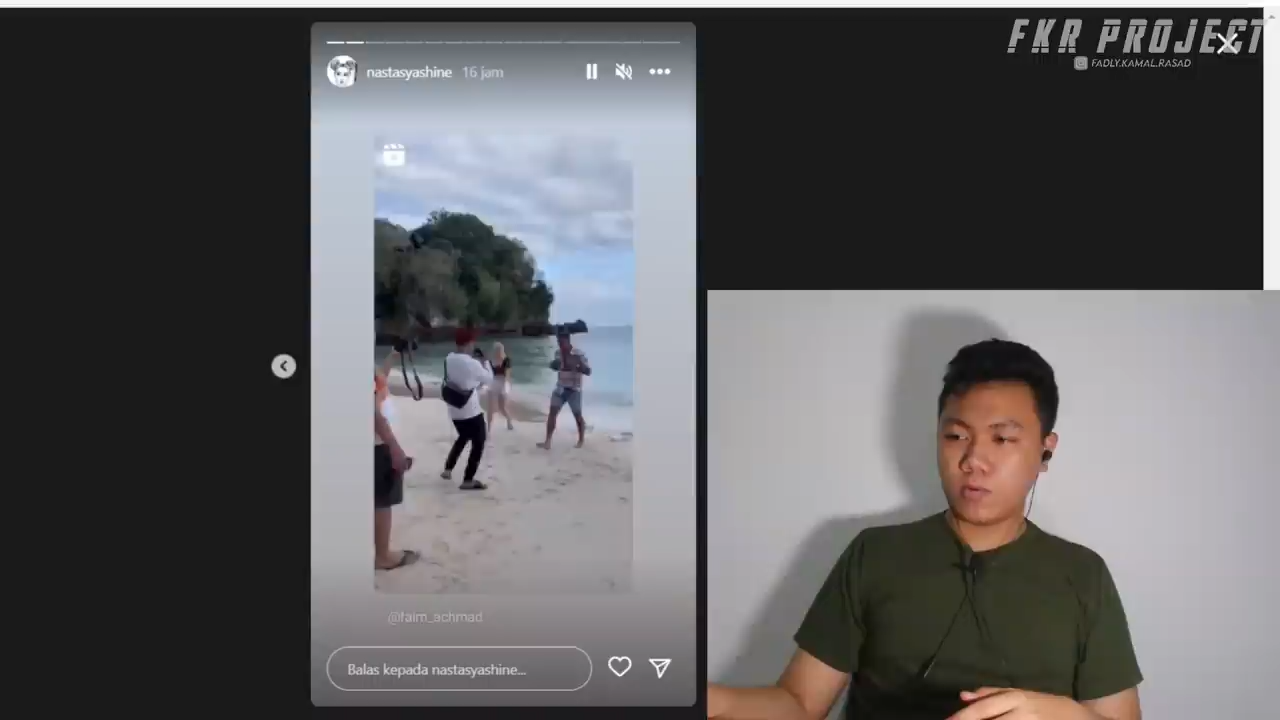 FKR PROJECT
FADLY.KAMAL.RASAD
nastasyashine 16 jam
@faim_achmad
Balas kepada nastasyashine...